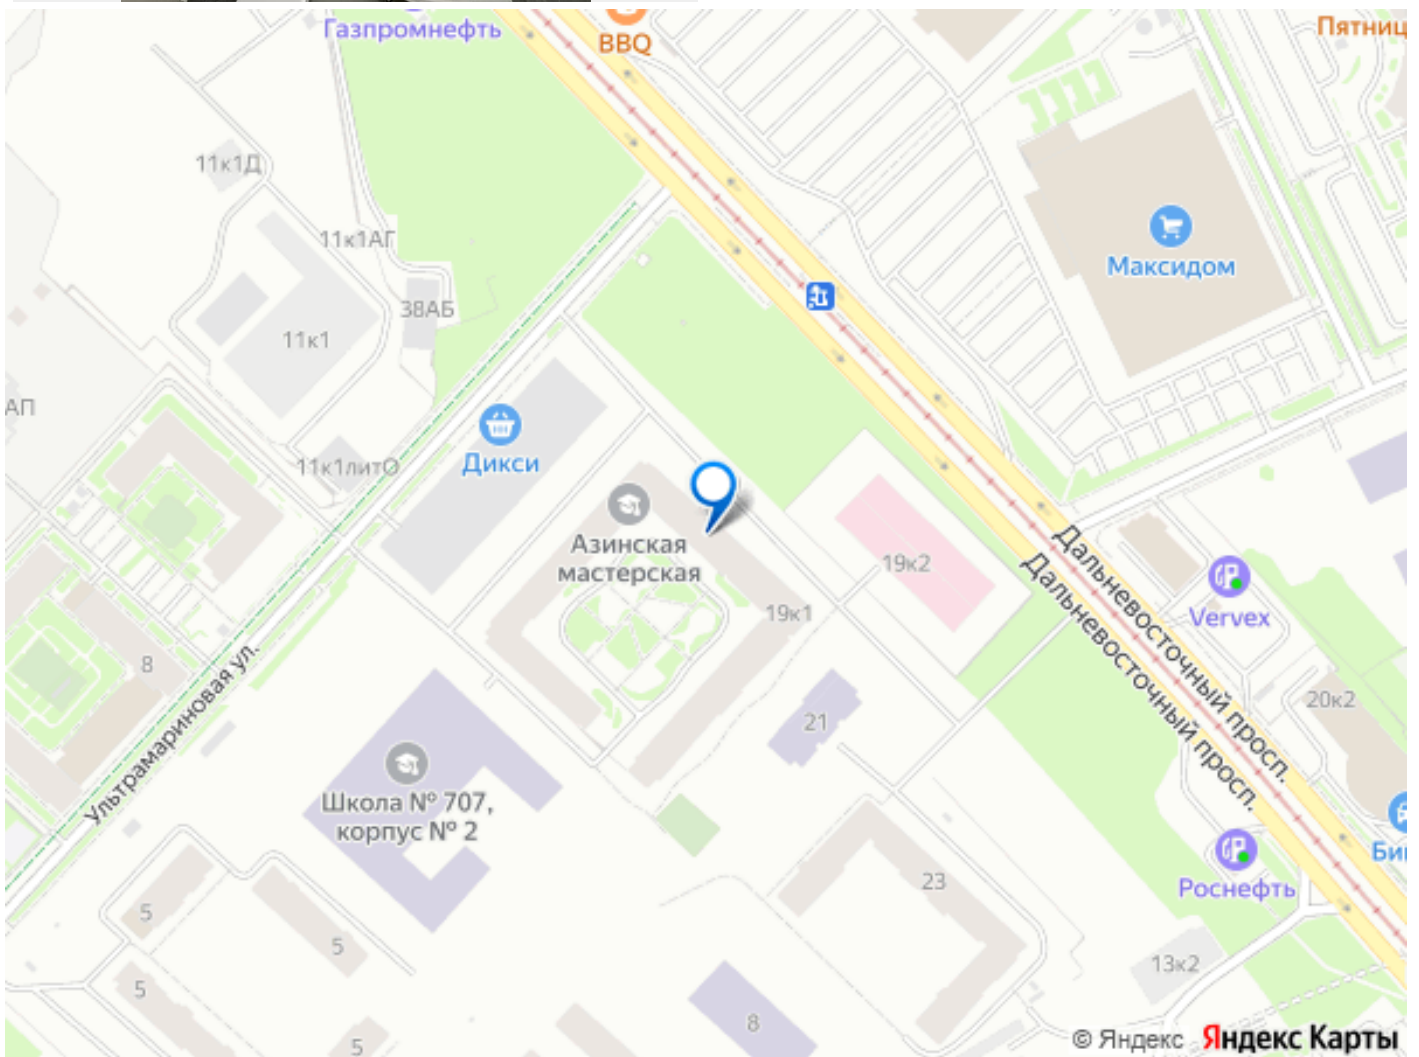 Газпромнефть
BBQ
Пятниц
11к1Д
11к1АГ
Максидом
38АБ
11к1
АП
11к1литО
Дикси
Азинская
мастерская
19к2
Дальневосточный просп.
Дальневосточный просп.
Vervex
19к1
8
Ультрамариновая ул.
21
20к2
Школа № 707,
корпус № 2
Би
Роснефть
23
5
5
13к2
5
8
5
© Яндекс Яндекс Карты